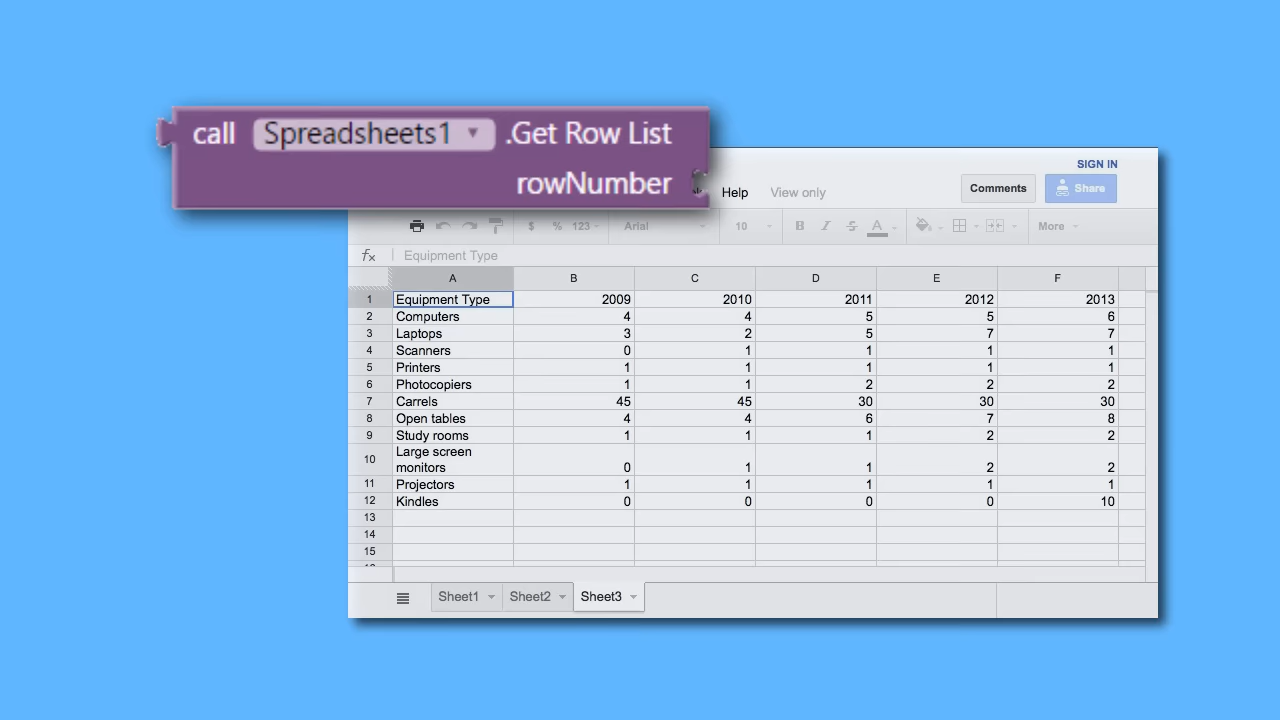 call Spreadsheets1 .Get Row List
rowNumber
SIGN IN
Help View only Comments Share
$ % 123 Arial 10 B I S A More
fx Equipment Type
A B C D E F
1 Equipment Type 2009 2010 2011 2012 2013
2 Computers 4 4 5 5 6
3 Laptops 3 2 5 7 7
4 Scanners 0 1 1 1 1
5 Printers 1 1 1 1 1
6 Photocopiers 1 1 2 2 2
7 Carrels 45 45 30 30 30
8 Open tables 4 4 6 7 8
9 Study rooms 1 1 1 2 2
Large screen
10 monitors 0 1 1 2 2
11 Projectors 1 1 1 1 1
12 Kindles 0 0 0 0 10
13
14
15
Sheet1 Sheet2 Sheet3